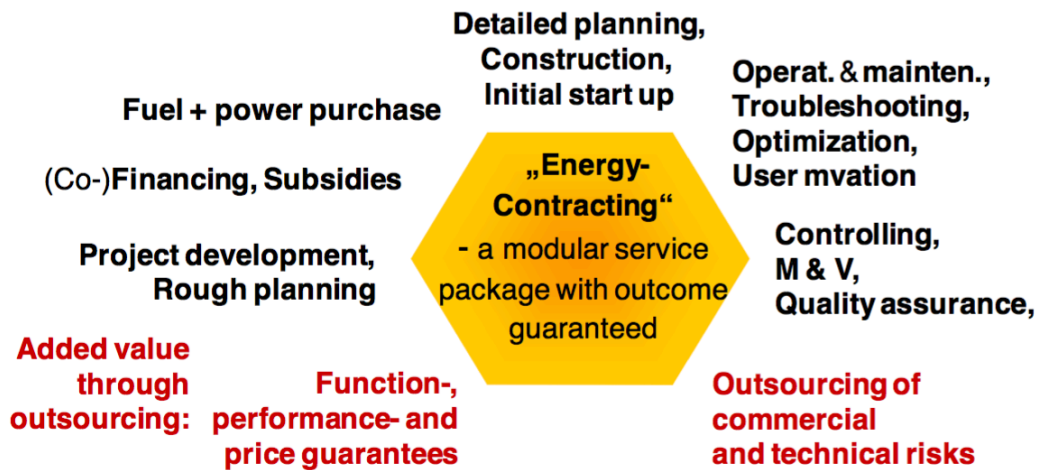 Detailed planning,
Construction,
Initial start up
Operat. & mainten.,
Troubleshooting,
Optimization,
User mvation
Fuel + power purchase
(Co-)Financing, Subsidies
Project development,
Rough planning
„Energy-
Contracting“
- a modular service
package with outcome
guaranteed
Controlling,
M & V,
Quality assurance,
Added value
through
outsourcing:
Function-,
performance- and
price guarantees
Outsourcing of
commercial
and technical risks